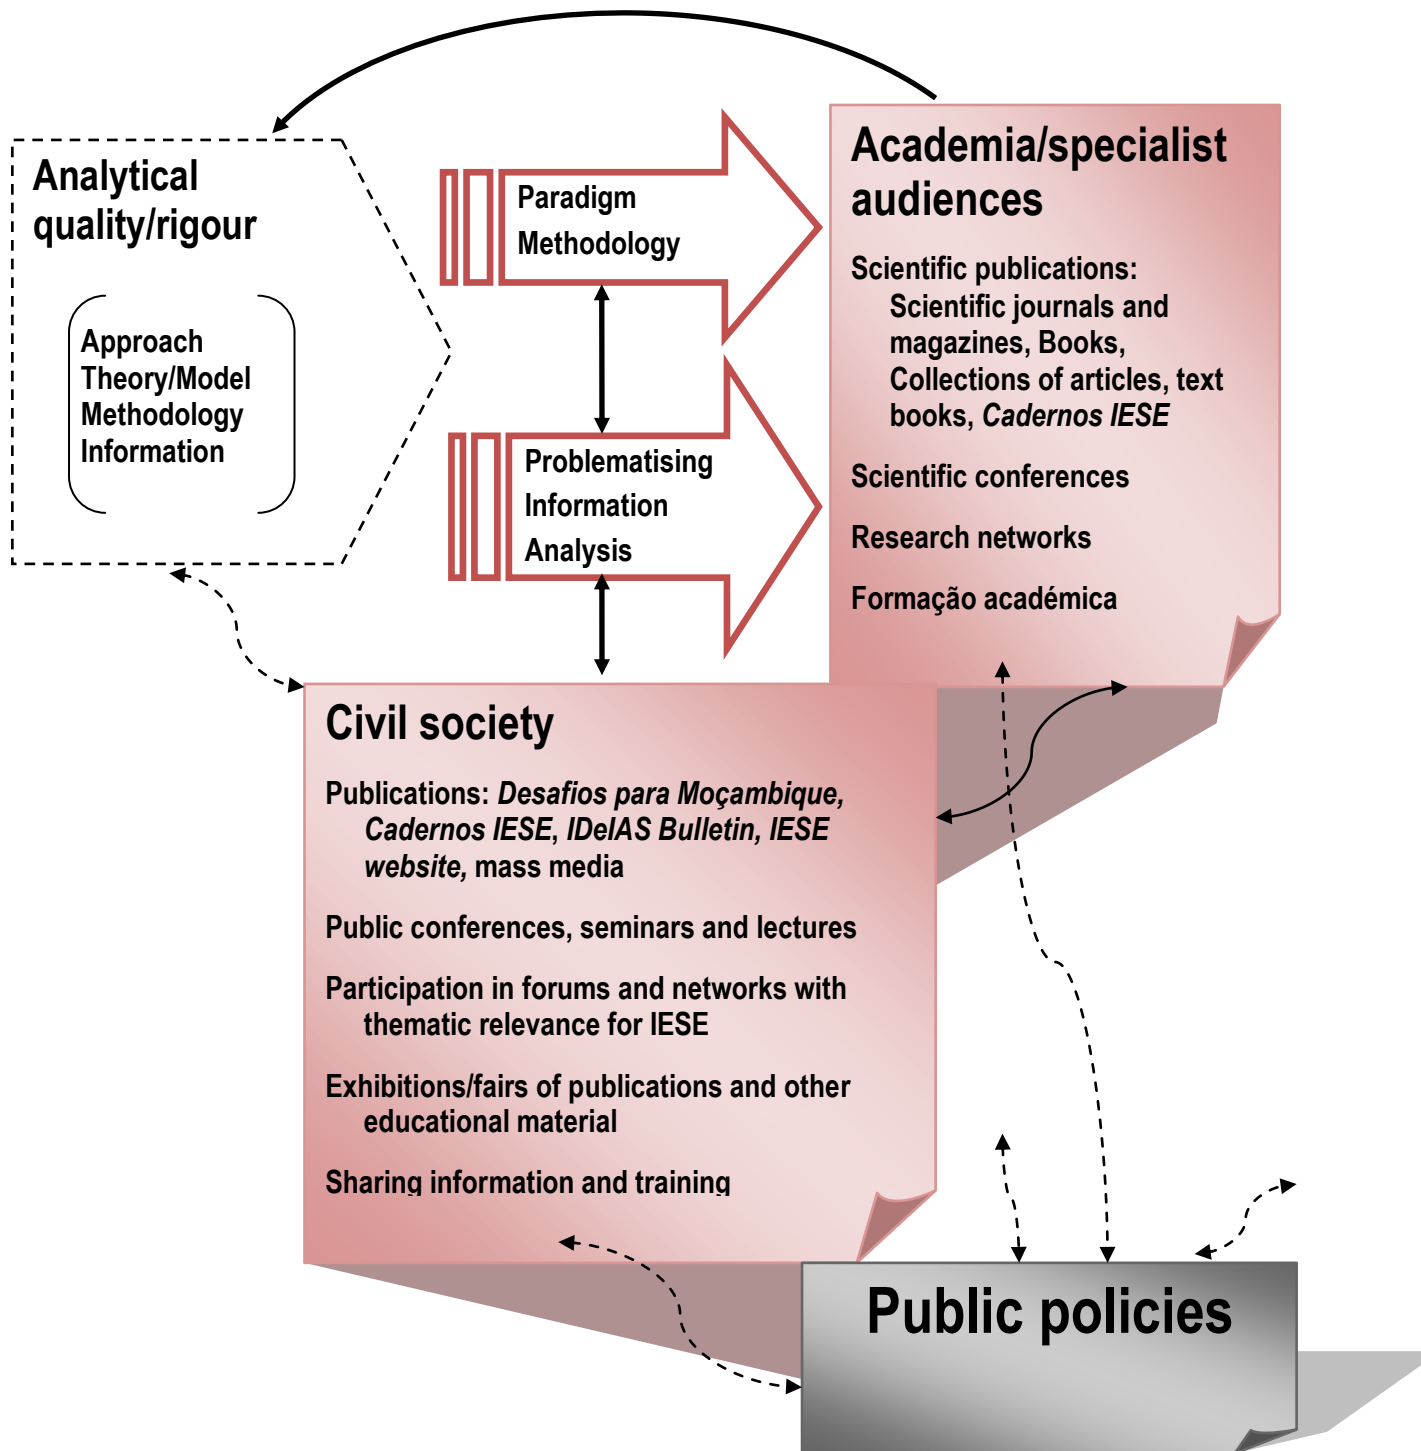 Analytical
quality/rigour
Approach
Theory/Model
Methodology
Information
Paradigm
Methodology
Problematising
Information
Analysis
Academia/specialist
audiences
Scientific publications:
Scientific journals and
magazines, Books,
Collections of articles, text
books, Cadernos IESE
Scientific conferences
Research networks
Formação académica
Civil society
Publications: Desafios para Moçambique,
Cadernos IESE, IDeIAS Bulletin, IESE
website, mass media
Public conferences, seminars and lectures
Participation in forums and networks with
thematic relevance for IESE
Exhibitions/fairs of publications and other
educational material
Sharing information and training
Public policies